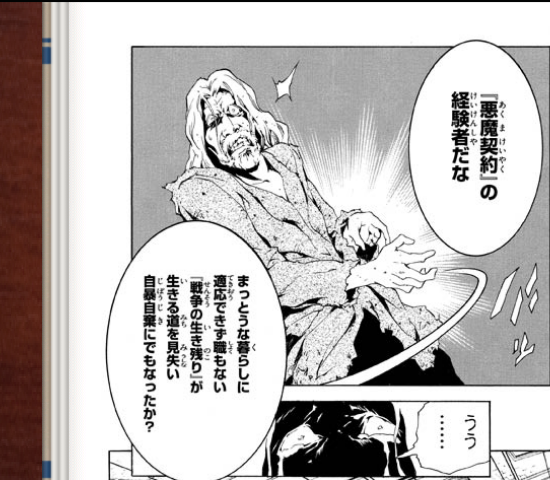 『悪魔契約』の
経験者だな
まっとうな暮らしに
適応できず職もない
『戦争の生き残り』が
生きる道を見失い
自暴自棄にでもなったか？
うう
……